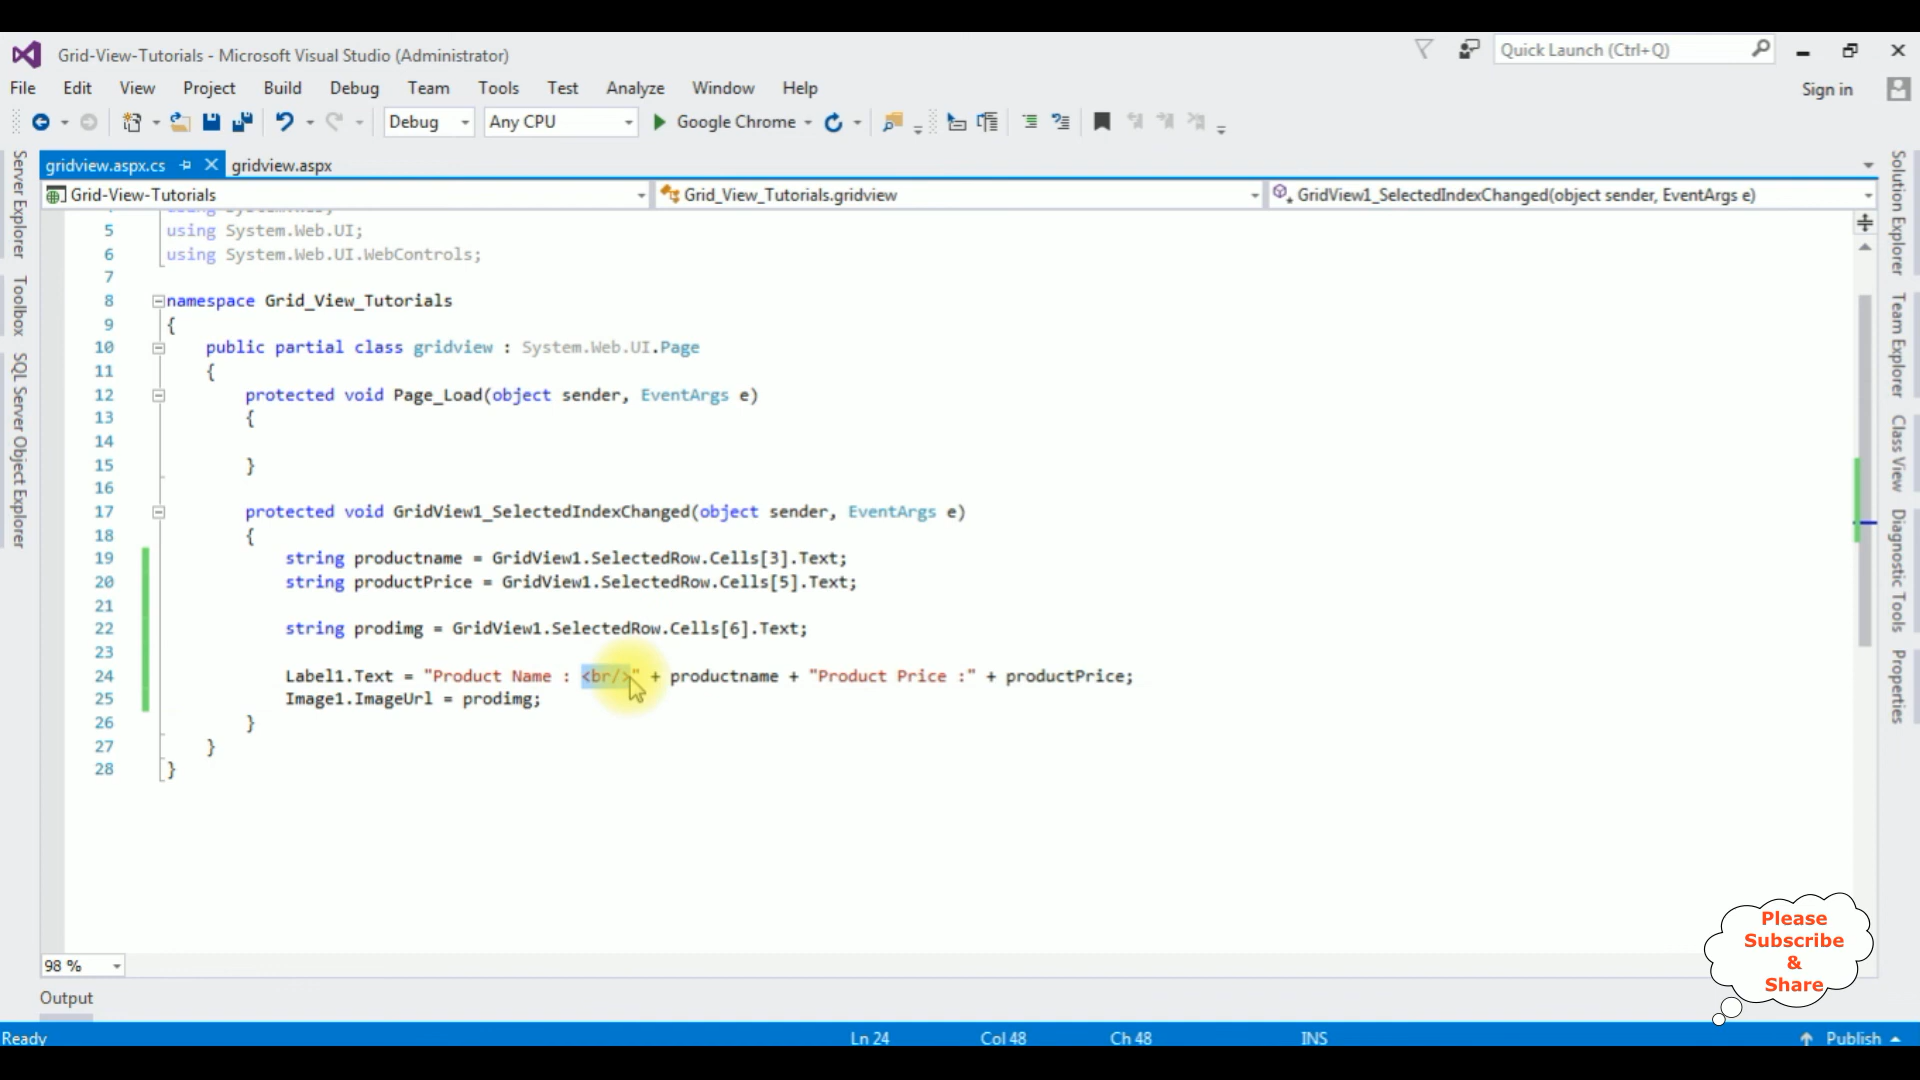 Grid-View-Tutorials - Microsoft Visual Studio (Administrator)
Quick Launch (Ctrl+Q)
File Edit View Project Build Debug Team Tools Test Analyze Window Help
Sign in
Debug Any CPU Google Chrome
gridview.aspx.cs gridview.aspx
Grid-View-Tutorials Grid_View_Tutorials.gridview GridView1_SelectedIndexChanged(object sender, EventArgs e)
Server Explorer
Toolbox
SQL Server Object Explorer
5 using System.Web.UI;
6 using System.Web.UI.WebControls;
7
8 namespace Grid_View_Tutorials
9 {
10 public partial class gridview : System.Web.UI.Page
11 {
12 protected void Page_Load(object sender, EventArgs e)
13 {
14
15 }
16
17 protected void GridView1_SelectedIndexChanged(object sender, EventArgs e)
18 {
19 string productname = GridView1.SelectedRow.Cells[3].Text;
20 string productPrice = GridView1.SelectedRow.Cells[5].Text;
21
22 string prodimg = GridView1.SelectedRow.Cells[6].Text;
23
24 Label1.Text = "Product Name : <br/>" + productname + "Product Price :" + productPrice;
25 Image1.ImageUrl = prodimg;
26 }
27 }
28 }
Solution Explorer
Team Explorer
Class View
Diagnostic Tools
Properties
Please
Subscribe
&
Share
98 %
Output
Ready Ln 24 Col 48 Ch 48 INS Publish